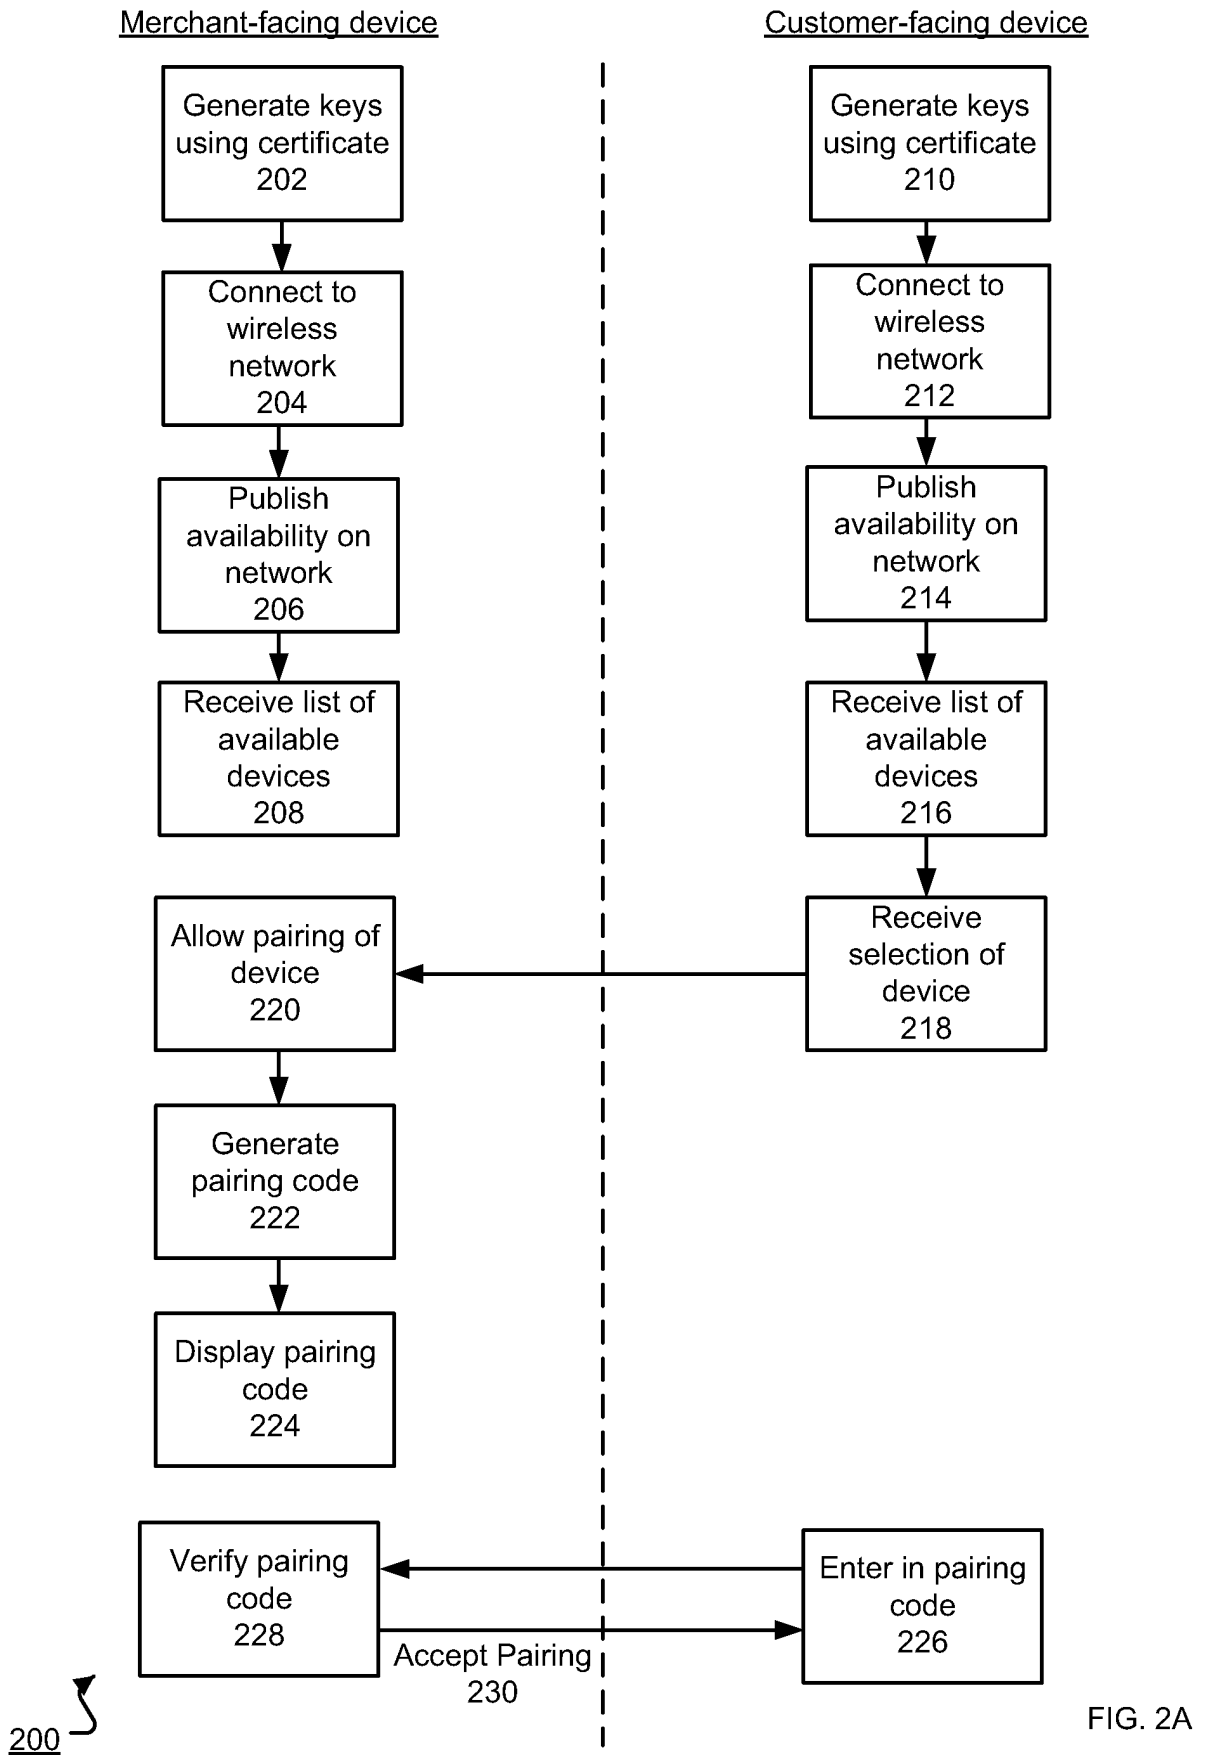 Merchant-facing device
Customer-facing device
Generate keys
using certificate
202
Generate keys
using certificate
210
Connect to
wireless
network
204
Connect to
wireless
network
212
Publish
availability on
network
206
Publish
availability on
network
214
Receive list of
available
devices
208
Receive list of
available
devices
216
Receive
selection of
device
218
Allow pairing of
device
220
Generate
pairing code
222
Display pairing
code
224
Enter in pairing
code
226
Verify pairing
code
228
Accept Pairing
230
200
FIG. 2A